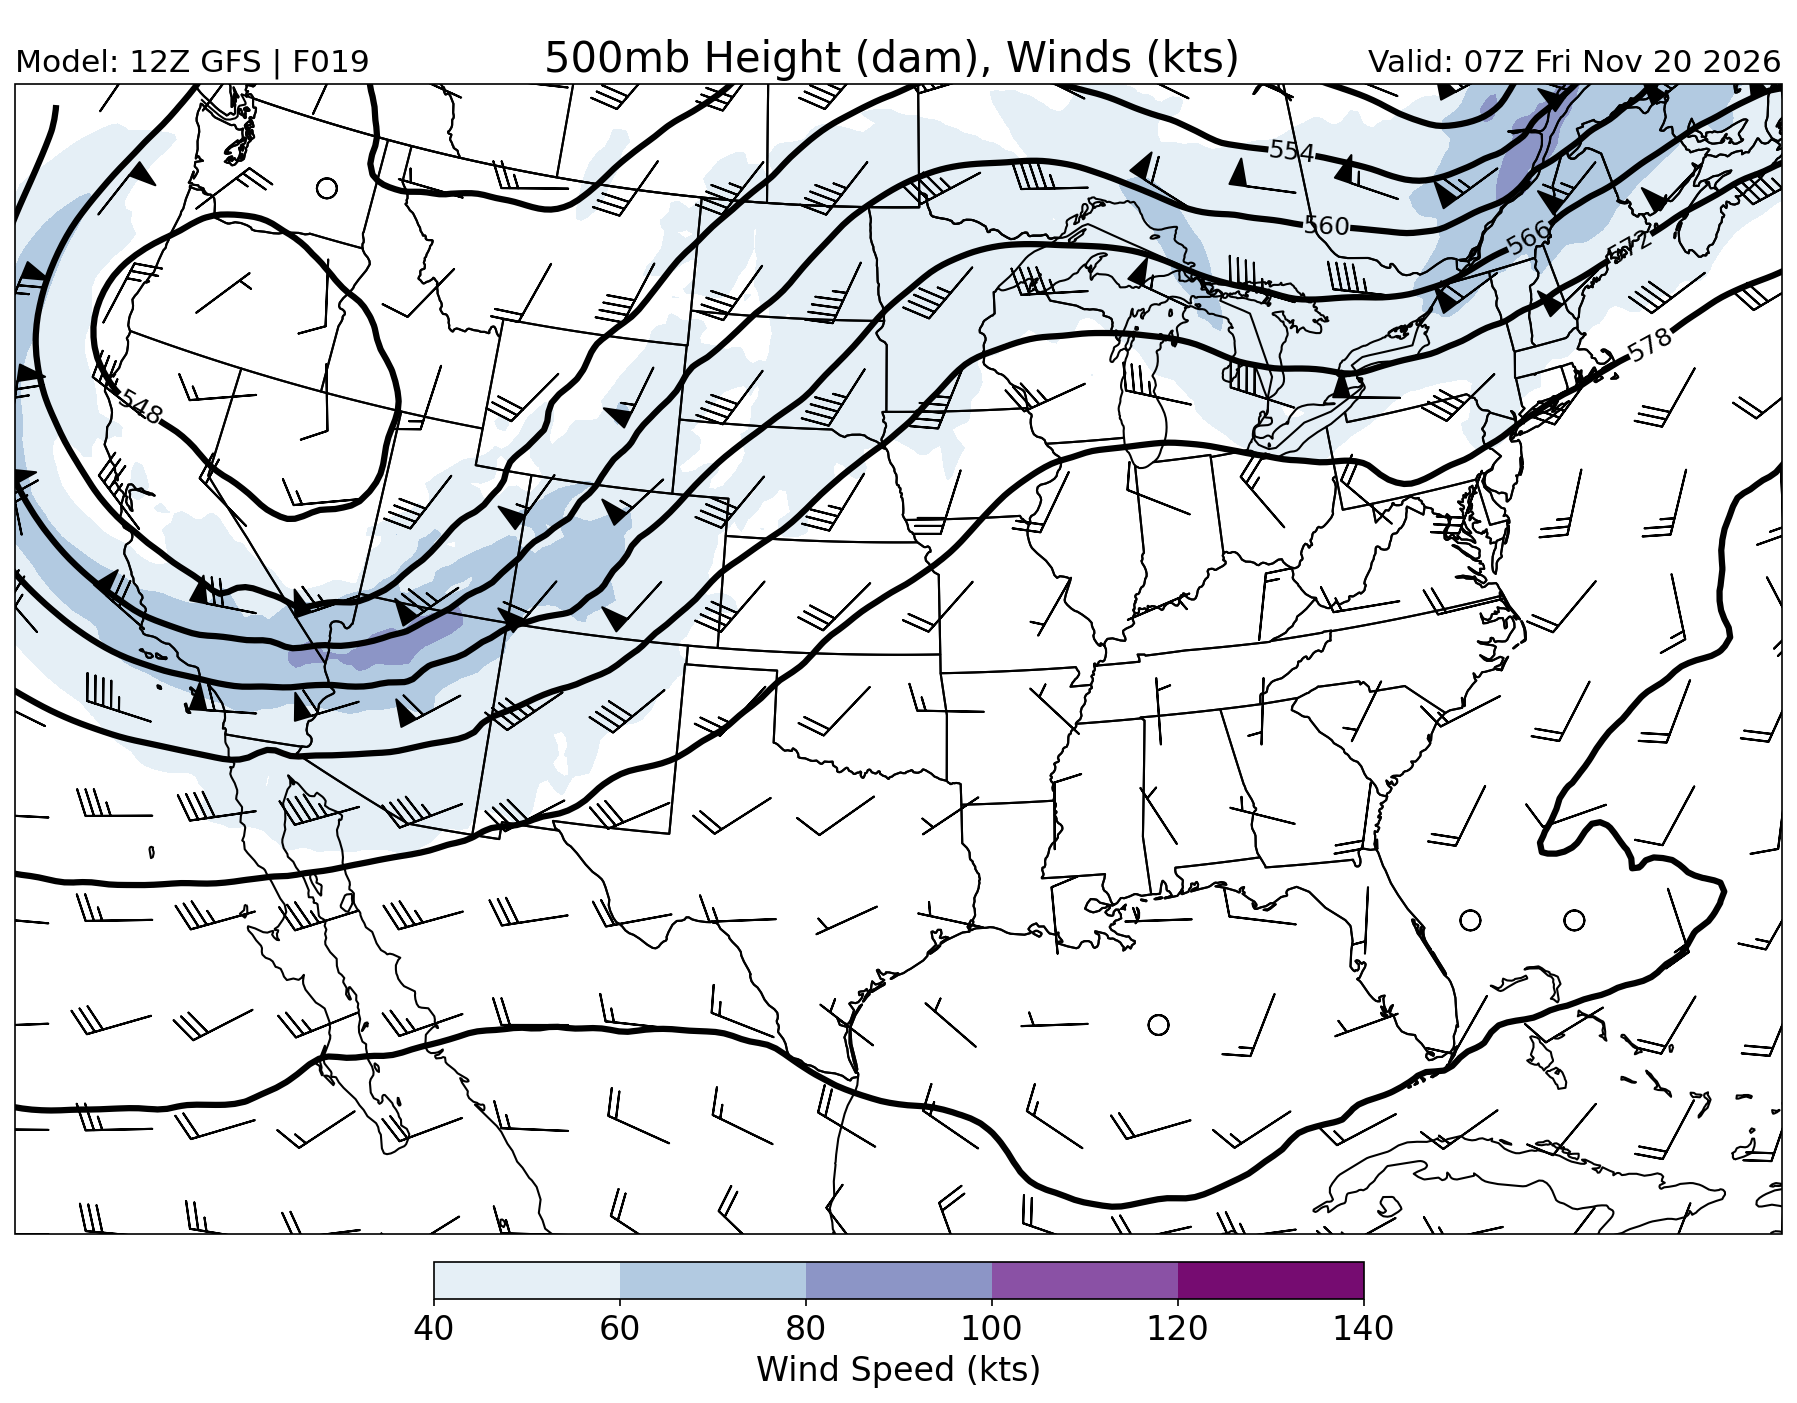 Model: 12Z GFS | F019
500mb Height (dam), Winds (kts)
Valid: 07Z Fri Nov 20 2026
554
560
566
572
578
548
40 60 80 100 120 140
Wind Speed (kts)